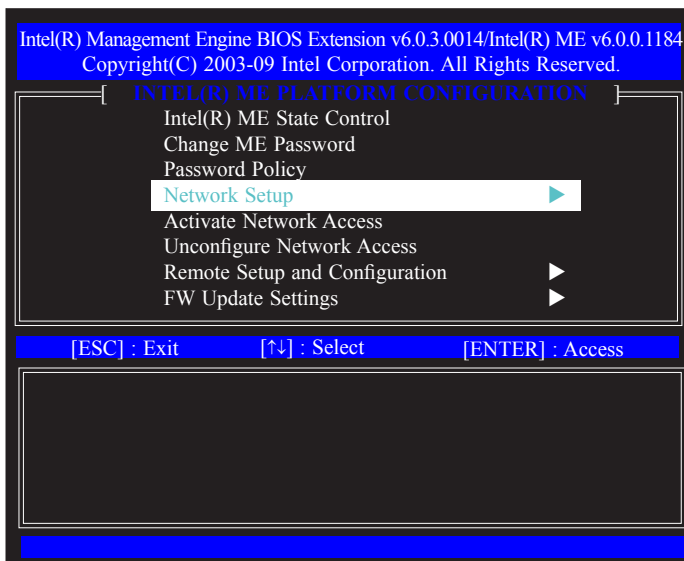 Intel(R) Management Engine BIOS Extension v6.0.3.0014/Intel(R) ME v6.0.0.1184
Copyright(C) 2003-09 Intel Corporation. All Rights Reserved.
[ INTEL(R) ME PLATFORM CONFIGURATION ]
Intel(R) ME State Control
Change ME Password
Password Policy
Network Setup ▶
Activate Network Access
Unconfigure Network Access
Remote Setup and Configuration ▶
FW Update Settings ▶
[ESC] : Exit [↑↓] : Select [ENTER] : Access